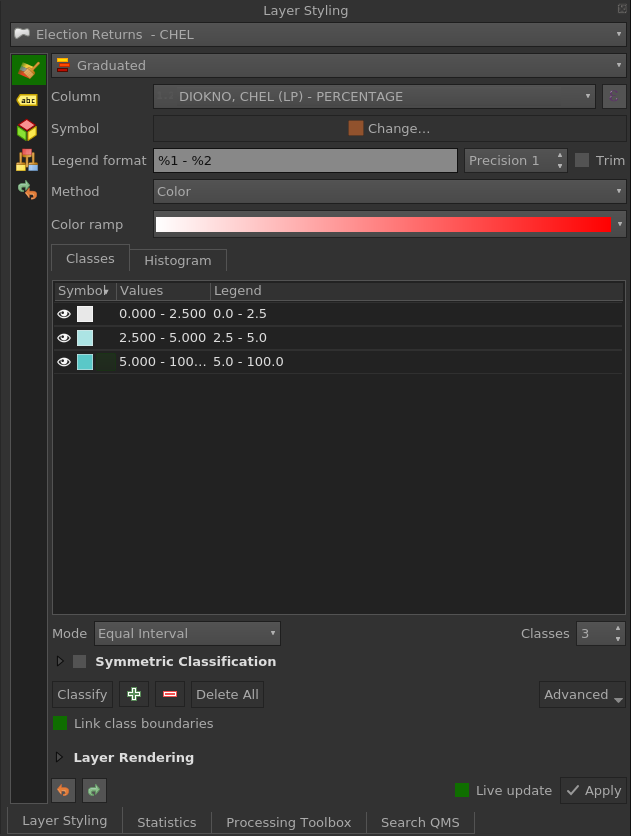 Layer Styling
Election Returns  - CHEL
Graduated
abc
Column DIOKNO, CHEL (LP) - PERCENTAGE
Symbol Change...
Legend format %1 - %2 Precision 1 Trim
Method Color
Color ramp
Classes Histogram
Symbol Values Legend
0.000 - 2.500 0.0 - 2.5
2.500 - 5.000 2.5 - 5.0
5.000 - 100... 5.0 - 100.0
Mode Equal Interval Classes 3
Symmetric Classification
Classify Delete All Advanced
Link class boundaries
Layer Rendering
Live update Apply
Layer Styling Statistics Processing Toolbox Search QMS